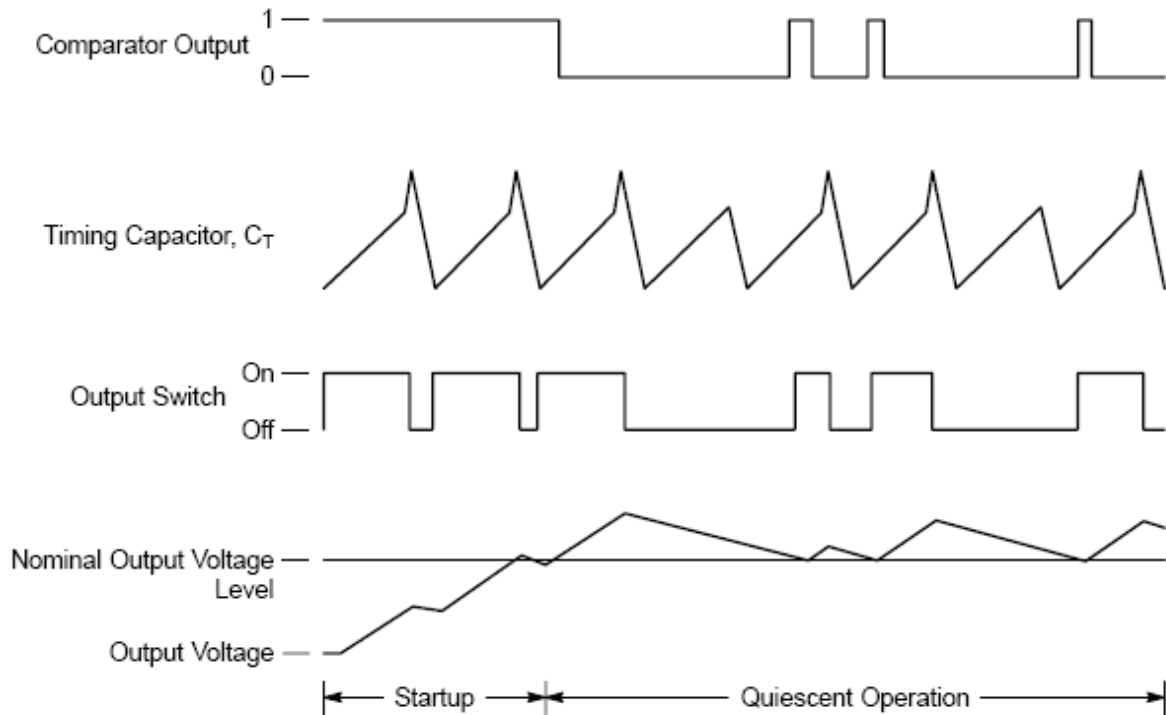 1
Comparator Output
0
Timing Capacitor, CT
On
Output Switch
Off
Nominal Output Voltage
Level
Output Voltage
Startup
Quiescent Operation